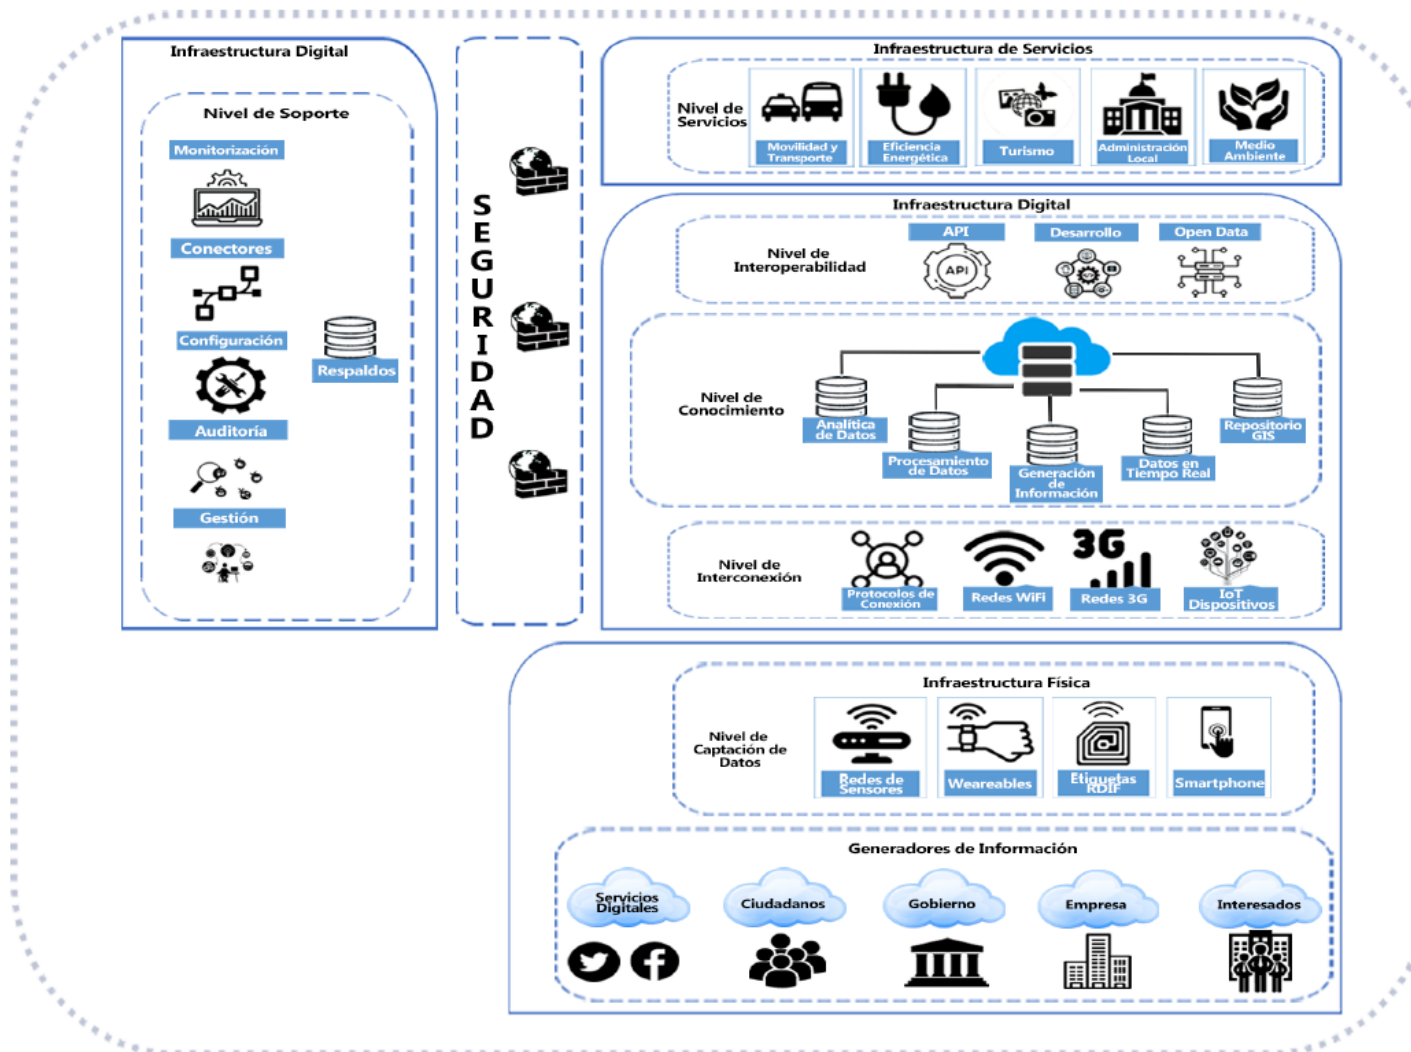 Infraestructura Digital
Nivel de Soporte
Monitorización
Conectores
Configuración
Respaldos
Auditoría
Gestión
SEGURIDAD
Infraestructura de Servicios
Nivel de
Servicios
Movilidad y
Transporte
Eficiencia
Energética
Turismo
Administración
Local
Medio
Ambiente
Infraestructura Digital
Nivel de
Interoperabilidad
API
API
Desarrollo
Open Data
Nivel de
Conocimiento
Analítica
de Datos
Procesamiento
de Datos
Generación
de
Información
Datos en
Tiempo Real
Repositorio
GIS
Nivel de
Interconexión
Protocolos de
Conexión
Redes WiFi
3G
Redes 3G
IoT
Dispositivos
Infraestructura Física
Nivel de
Captación de
Datos
Redes de
Sensores
Weareables
Etiquetas
RDIF
Smartphone
Generadores de Información
Servicios
Digitales
Ciudadanos
Gobierno
Empresa
Interesados